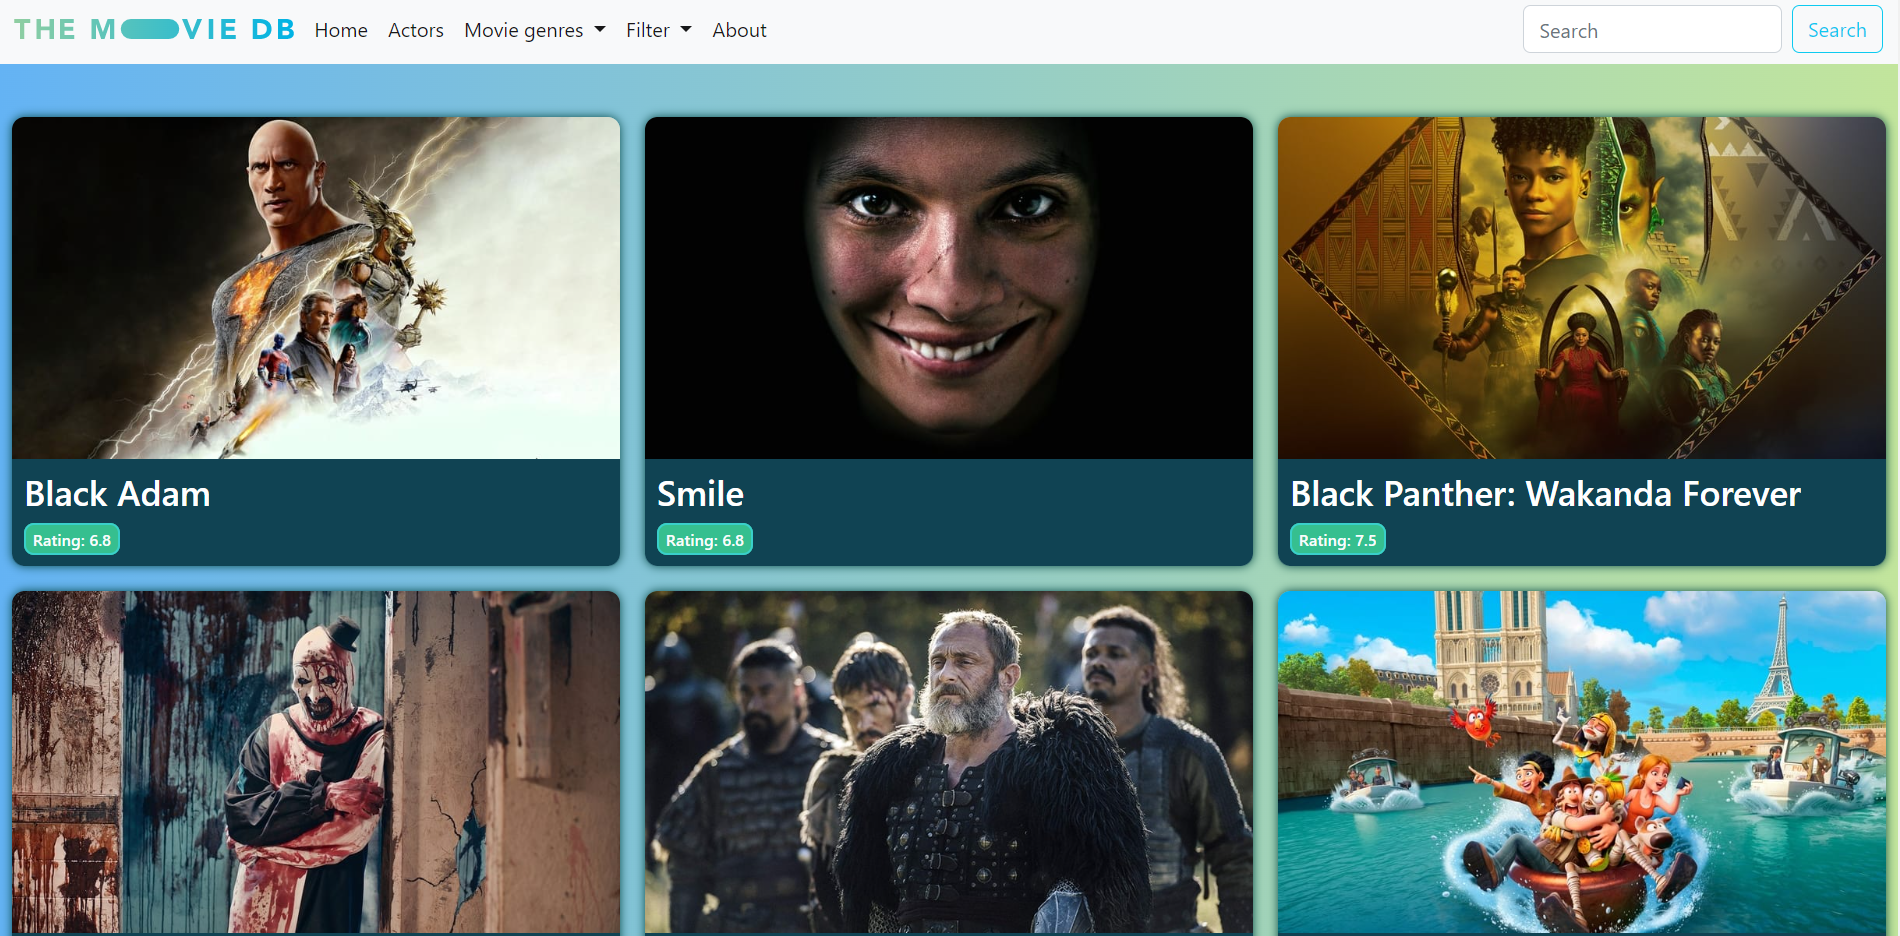 THE MOVIE DB Home Actors Movie genres Filter About Search Search
Black Adam
Rating: 6.8
Smile
Rating: 6.8
Black Panther: Wakanda Forever
Rating: 7.5